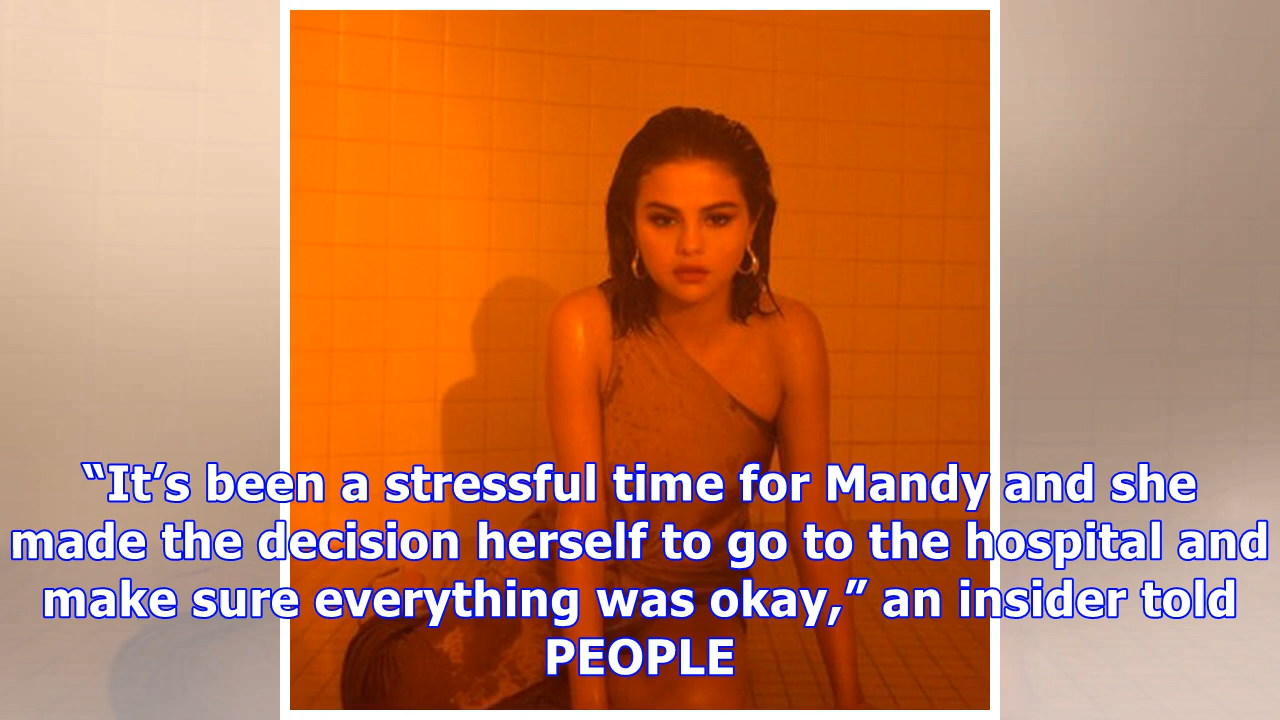 “It’s been a stressful time for Mandy and she
made the decision herself to go to the hospital and
make sure everything was okay,” an insider told
PEOPLE